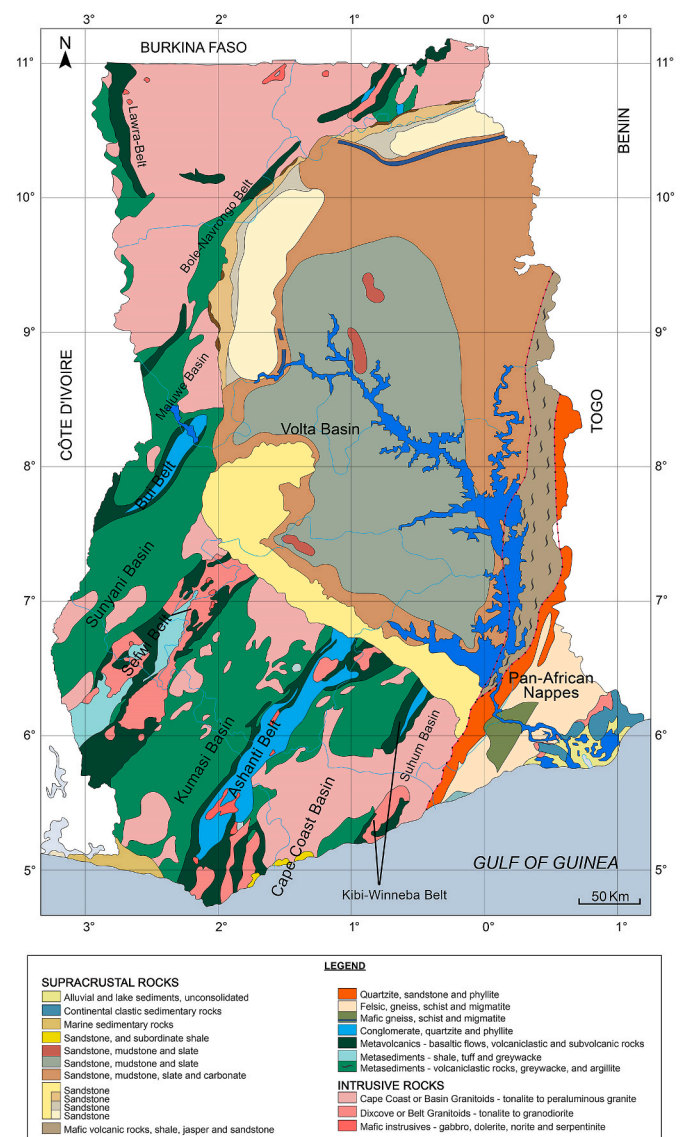 3° 2° 1° 0° 1°
N
BURKINA FASO
11° 11°
Lawra-Belt
BENIN
10° 10°
Bole-Navrongo Belt
9° 9°
CÔTE D'IVOIRE
Maluwe Basin
TOGO
Volta Basin
8° 8°
Bui Belt
Sunyani Basin
7° 7°
Sefwi Belt
Pan-African
Nappes
6° 6°
Kumasi Basin
Ashanti Belt
Suhum Basin
Cape Coast Basin
5° 5°
GULF OF GUINEA
Kibi-Winneba Belt
50 Km
3° 2° 1° 0° 1°
LEGEND
SUPRACRUSTAL ROCKS
Alluvial and lake sediments, unconsolidated
Continental clastic sedimentary rocks
Marine sedimentary rocks
Sandstone, and subordinate shale
Sandstone, mudstone and slate
Sandstone, mudstone and slate
Sandstone, mudstone, slate and carbonate
Sandstone
Sandstone
Sandstone
Sandstone
Mafic volcanic rocks, shale, jasper and sandstone
Quartzite, sandstone and phyllite
Felsic, gneiss, schist and migmatite
Mafic gneiss, schist and migmatite
Conglomerate, quartzite and phyllite
Metavolcanics - basaltic flows, volcaniclastic and subvolcanic rocks
Metasediments - shale, tuff and greywacke
Metasediments - volcaniclastic rocks, greywacke, and argillite
INTRUSIVE ROCKS
Cape Coast or Basin Granitoids - tonalite to peraluminous granite
Dixcove or Belt Granitoids - tonalite to granodiorite
Mafic instrusives - gabbro, dolerite, norite and serpentinite